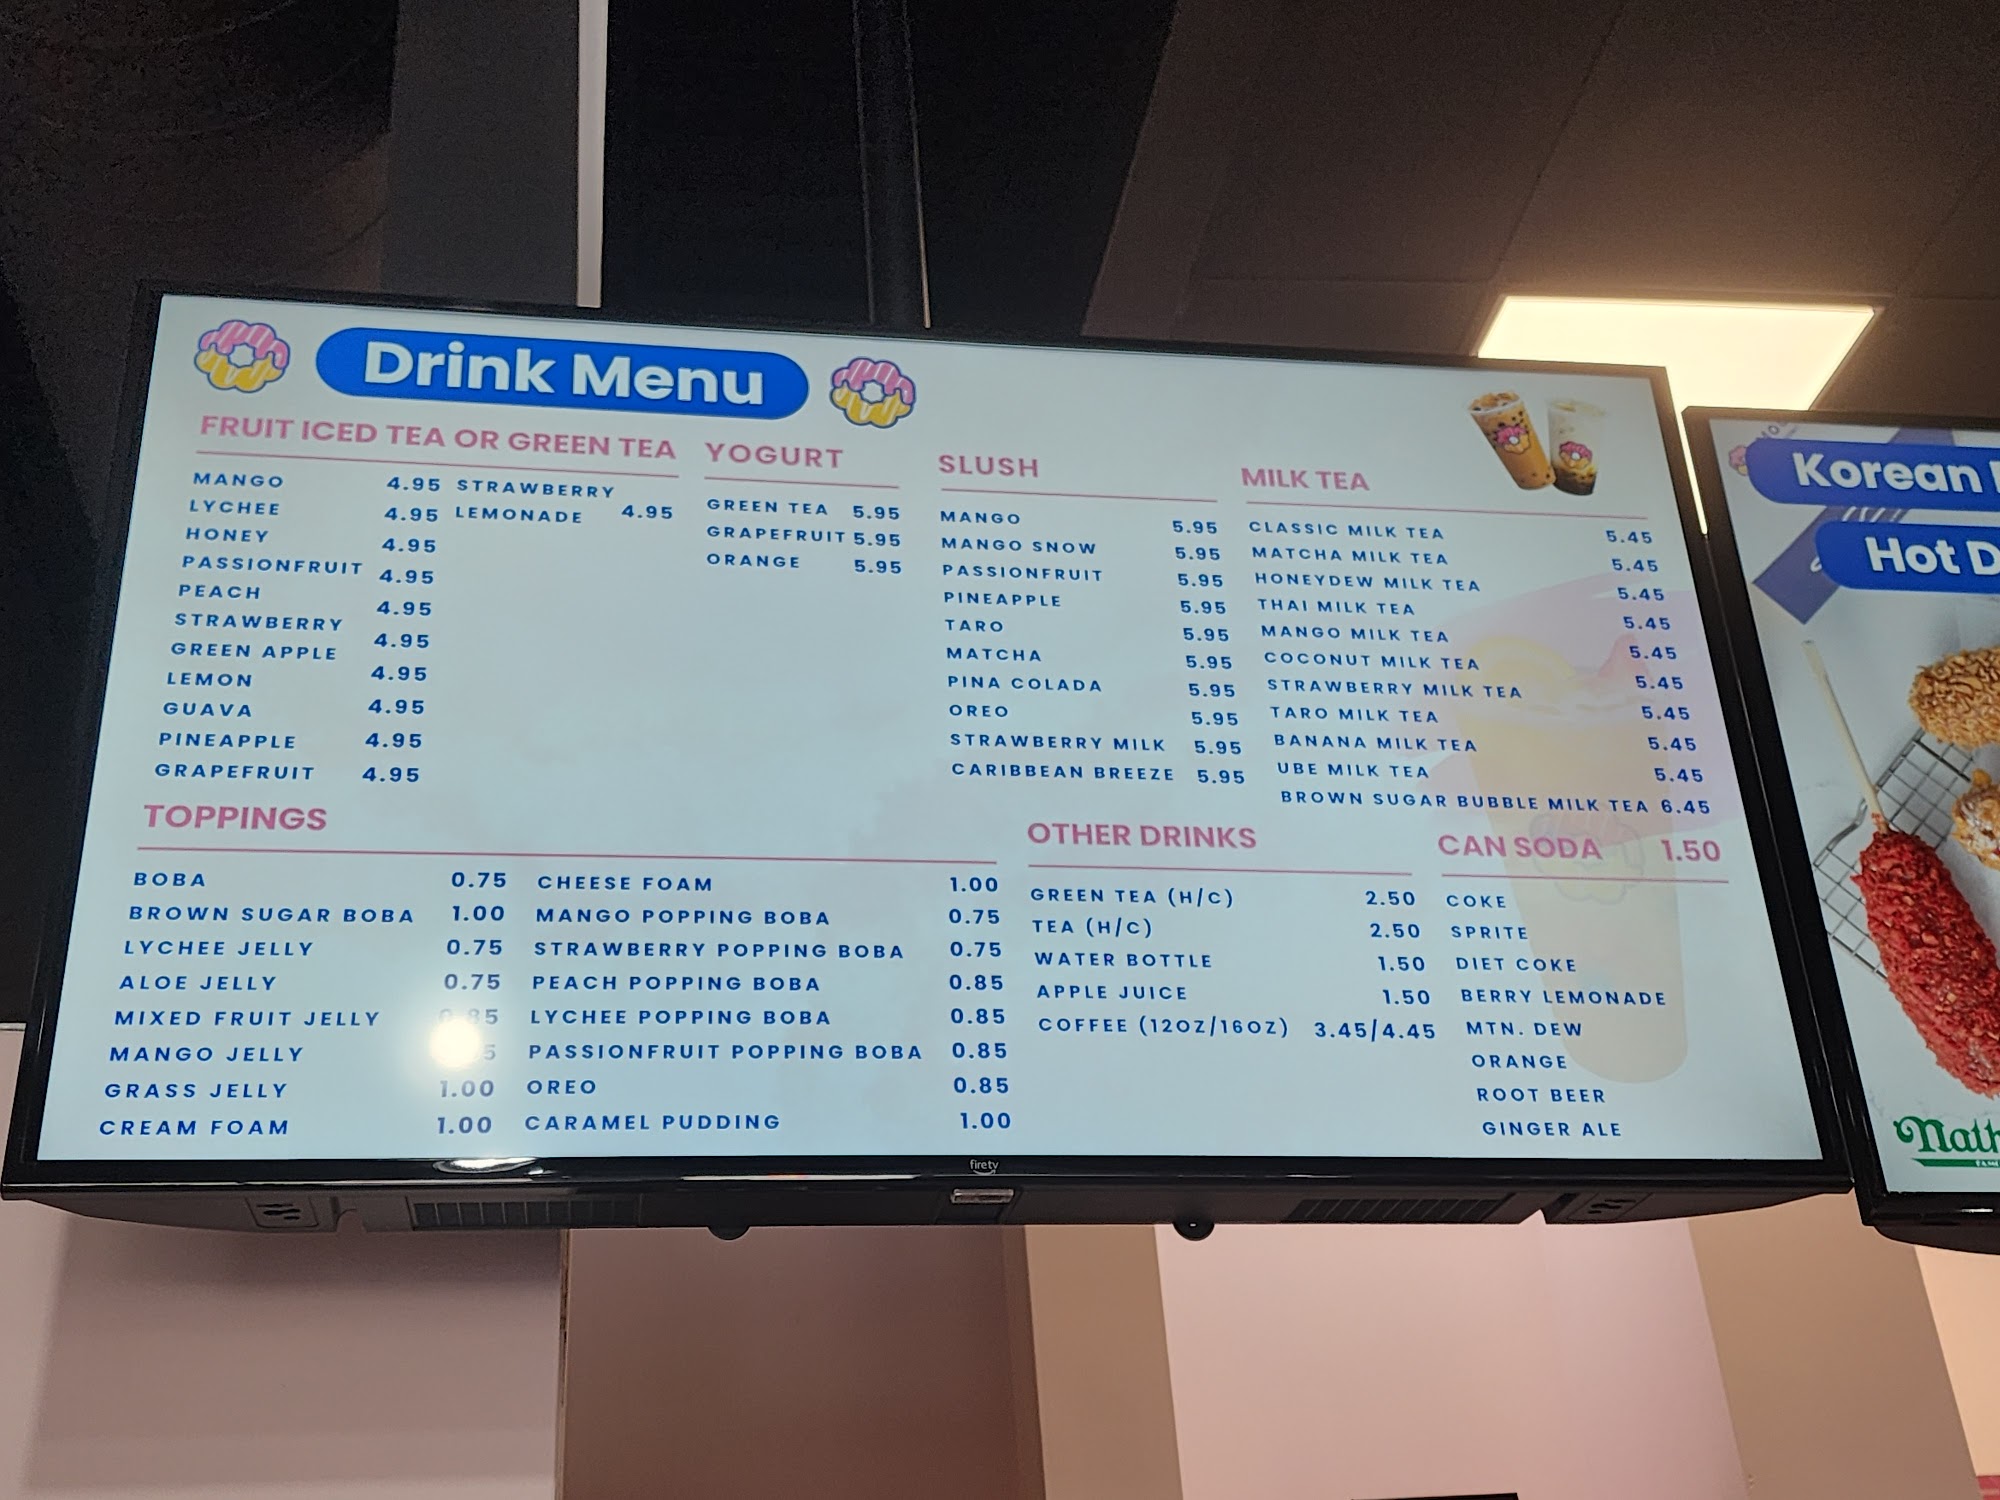 Drink Menu
FRUIT ICED TEA OR GREEN TEA
MANGO 4.95
LYCHEE 4.95
HONEY 4.95
PASSIONFRUIT 4.95
PEACH 4.95
STRAWBERRY 4.95
GREEN APPLE 4.95
LEMON 4.95
GUAVA 4.95
PINEAPPLE 4.95
GRAPEFRUIT 4.95
STRAWBERRY
LEMONADE 4.95
YOGURT
GREEN TEA 5.95
GRAPEFRUIT 5.95
ORANGE 5.95
SLUSH
MANGO 5.95
MANGO SNOW 5.95
PASSIONFRUIT 5.95
PINEAPPLE 5.95
TARO 5.95
MATCHA 5.95
PINA COLADA 5.95
OREO 5.95
STRAWBERRY MILK 5.95
CARIBBEAN BREEZE 5.95
MILK TEA
CLASSIC MILK TEA 5.45
MATCHA MILK TEA 5.45
HONEYDEW MILK TEA 5.45
THAI MILK TEA 5.45
MANGO MILK TEA 5.45
COCONUT MILK TEA 5.45
STRAWBERRY MILK TEA 5.45
TARO MILK TEA 5.45
BANANA MILK TEA 5.45
UBE MILK TEA
BROWN SUGAR BUBBLE MILK TEA 6.45
TOPPINGS
BOBA 0.75
BROWN SUGAR BOBA 1.00
LYCHEE JELLY 0.75
ALOE JELLY 0.75
MIXED FRUIT JELLY 0.85
MANGO JELLY
GRASS JELLY 1.00
CREAM FOAM 1.00
CHEESE FOAM 1.00
MANGO POPPING BOBA 0.75
STRAWBERRY POPPING BOBA 0.75
PEACH POPPING BOBA 0.85
LYCHEE POPPING BOBA 0.85
PASSIONFRUIT POPPING BOBA 0.85
OREO 0.85
CARAMEL PUDDING 1.00
OTHER DRINKS
GREEN TEA (H/C) 2.50
TEA (H/C) 2.50
WATER BOTTLE 1.50
APPLE JUICE 1.50
COFFEE (12OZ/16OZ) 3.45/4.45
CAN SODA 1.50
COKE
SPRITE
DIET COKE
BERRY LEMONADE
MTN. DEW
ORANGE
ROOT BEER
GINGER ALE
firetv
Korean
Hot D
Nath